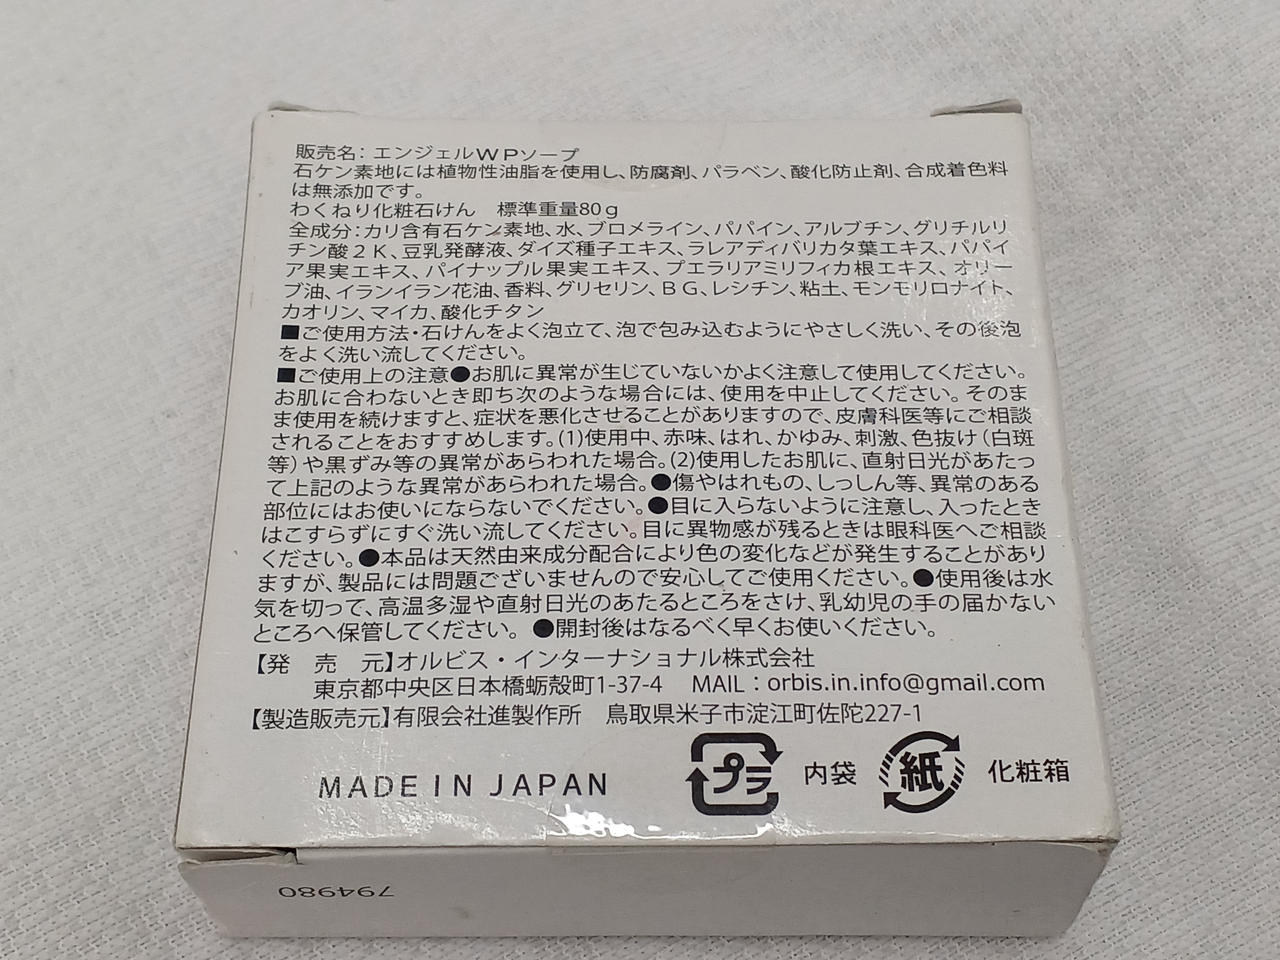 販売名：エンジェルＷＰソープ
石ケン素地には植物性油脂を使用し、防腐剤、パラベン、酸化防止剤、合成着色料
は無添加です。
わくねり化粧石けん　標準重量80ｇ
全成分：カリ含有石ケン素地、水、ブロメライン、パパイン、アルブチン、グリチルリ
チン酸２Ｋ、豆乳発酵液、ダイズ種子エキス、ラレアディバリカタ葉エキス、パパイ
ア果実エキス、パイナップル果実エキス、プエラリアミリフィカ根エキス、オリー
ブ油、イランイラン花油、香料、グリセリン、ＢＧ、レシチン、粘土、モンモリロナイト、
カオリン、マイカ、酸化チタン
■ご使用方法・石けんをよく泡立て、泡で包み込むようにやさしく洗い、その後泡
をよく洗い流してください。
■ご使用上の注意●お肌に異常が生じていないかよく注意して使用してください。
お肌に合わないとき即ち次のような場合には、使用を中止してください。そのま
ま使用を続けますと、症状を悪化させることがありますので、皮膚科医等にご相談
されることをおすすめします。(1)使用中、赤味、はれ、かゆみ、刺激、色抜け（白斑
等）や黒ずみ等の異常があらわれた場合。(2)使用したお肌に、直射日光があたっ
て上記のような異常があらわれた場合。●傷やはれもの、しっしん等、異常のある
部位にはお使いにならないでください。●目に入らないように注意し、入ったとき
はこすらずにすぐ洗い流してください。目に異物感が残るときは眼科医へご相談
ください。●本品は天然由来成分配合により色の変化などが発生することがあり
ますが、製品には問題ございませんので安心してご使用ください。●使用後は水
気を切って、高温多湿や直射日光のあたるところをさけ、乳幼児の手の届かない
ところへ保管してください。 ●開封後はなるべく早くお使いください。
【発　売　元】オルビス・インターナショナル株式会社
東京都中央区日本橋蛎殻町1-37-4　MAIL：orbis.in.info@gmail.com
【製造販売元】有限会社進製作所　鳥取県米子市淀江町佐陀227-1
MADE IN JAPAN　プラ　内袋　紙　化粧箱
794980